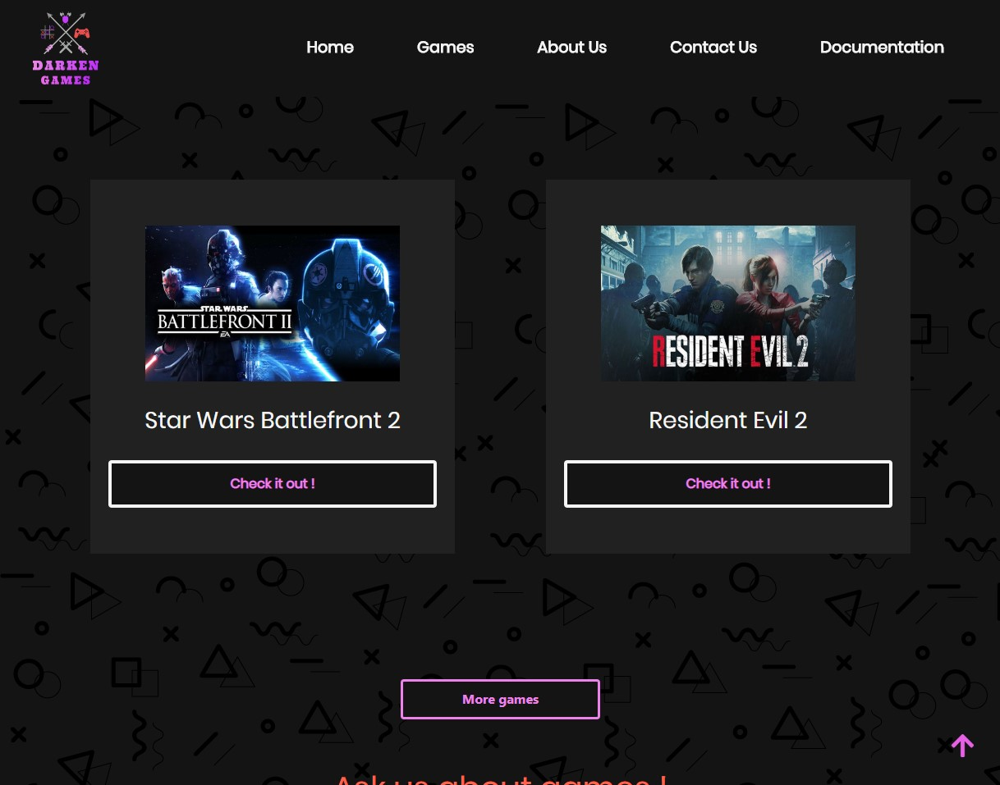 DARKEN
GAMES
Home Games About Us Contact Us Documentation
STAR WARS
BATTLEFRONT II
EA
RESIDENT EVIL 2
Star Wars Battlefront 2
Resident Evil 2
Check it out !
Check it out !
More games
Ask us about games !